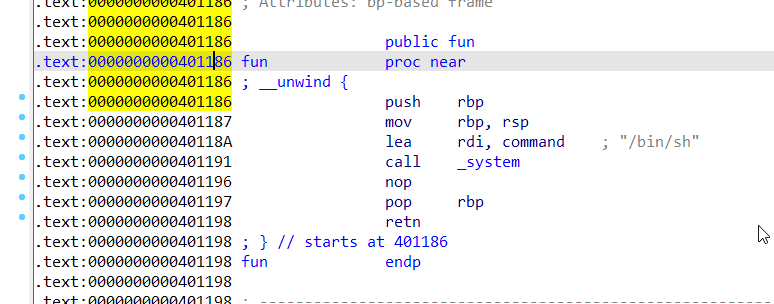 .text:0000000000401186 ; Attributes: bp-based frame
.text:0000000000401186
.text:0000000000401186 public fun
.text:0000000000401186 fun proc near
.text:0000000000401186 ; __unwind {
.text:0000000000401186 push rbp
.text:0000000000401187 mov rbp, rsp
.text:000000000040118A lea rdi, command ; "/bin/sh"
.text:0000000000401191 call _system
.text:0000000000401196 nop
.text:0000000000401197 pop rbp
.text:0000000000401198 retn
.text:0000000000401198 ; } // starts at 401186
.text:0000000000401198 fun endp
.text:0000000000401198
.text:0000000000401198 ; ---------------------------------------------------------------